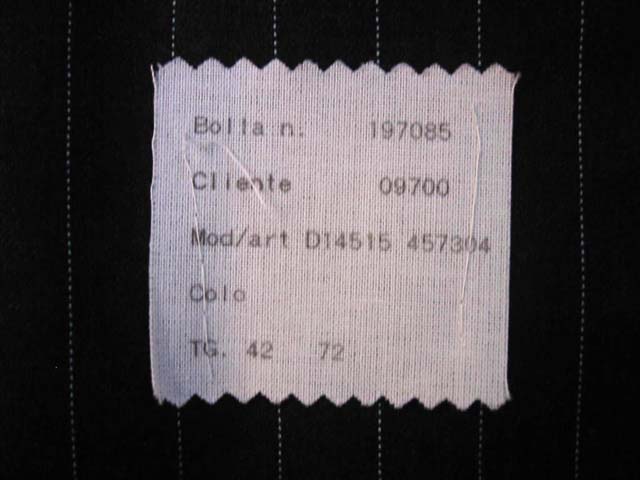 Bolla n. 197085
Cliente 09700
Mod/art D14515 457304
Colo
TG. 42 72